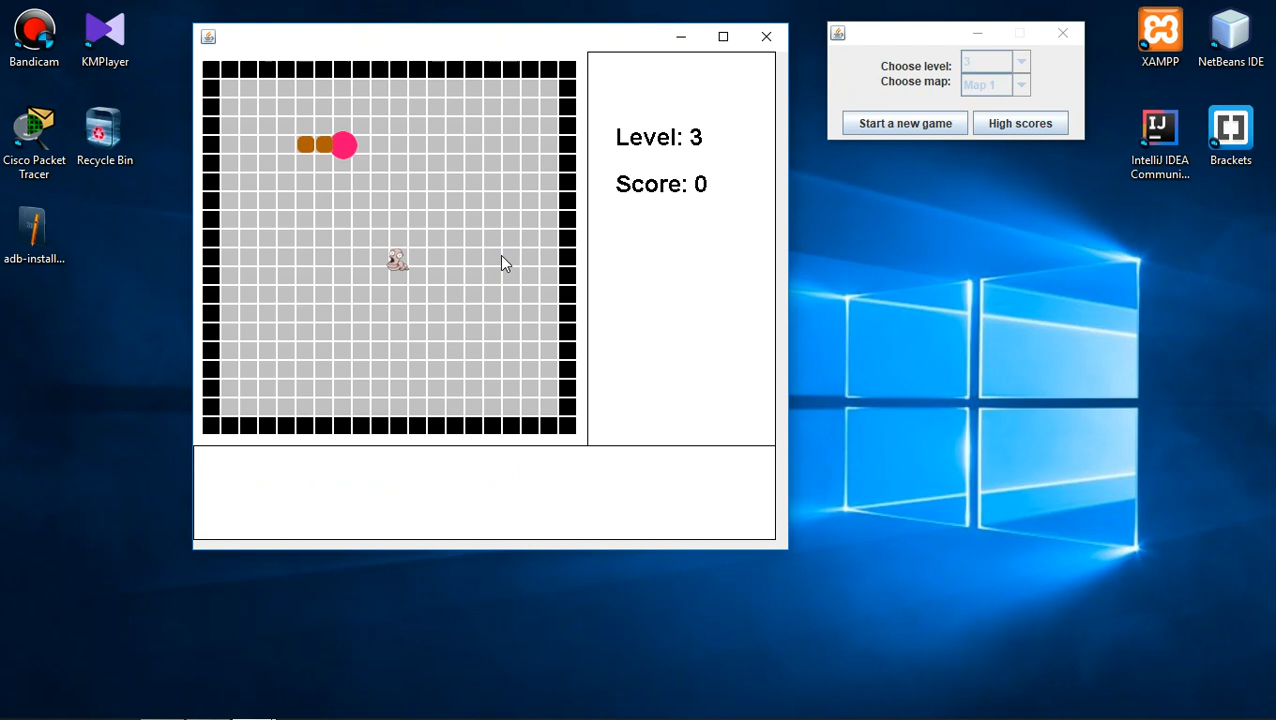 Bandicam
KMPlayer
Cisco Packet
Tracer
Recycle Bin
adb-install...
Level: 3
Score: 0
Choose level:
3
Choose map:
Map 1
Start a new game
High scores
XAMPP
NetBeans IDE
IJ
IntelliJ IDEA
Communi...
Brackets